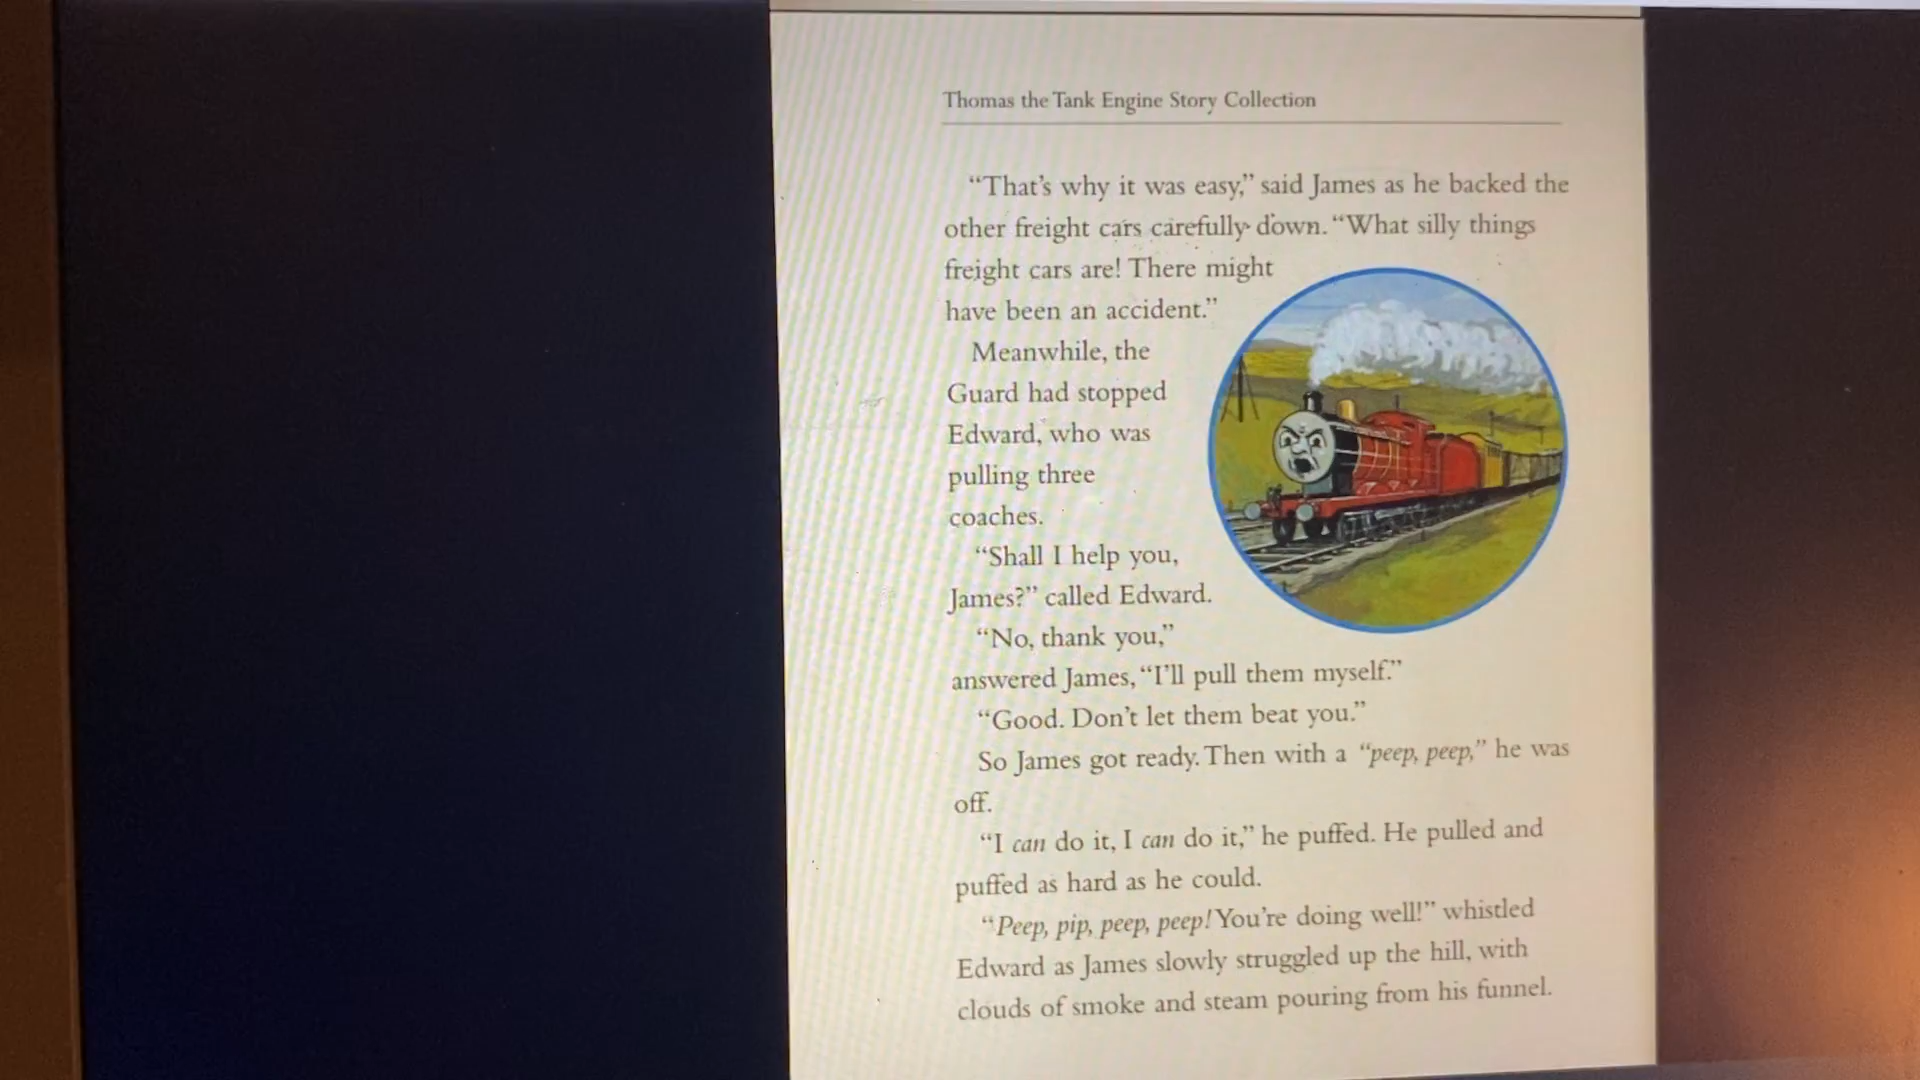 Thomas the Tank Engine Story Collection
“That’s why it was easy,” said James as he backed the
other freight cars carefully down. “What silly things
freight cars are! There might
have been an accident.”
Meanwhile, the
Guard had stopped
Edward, who was
pulling three
coaches.
“Shall I help you,
James?” called Edward.
“No, thank you,”
answered James, “I’ll pull them myself.”
“Good. Don’t let them beat you.”
So James got ready. Then with a “peep, peep,” he was
off.
“I can do it, I can do it,” he puffed. He pulled and
puffed as hard as he could.
“Peep, pip, peep, peep! You’re doing well!” whistled
Edward as James slowly struggled up the hill, with
clouds of smoke and steam pouring from his funnel.